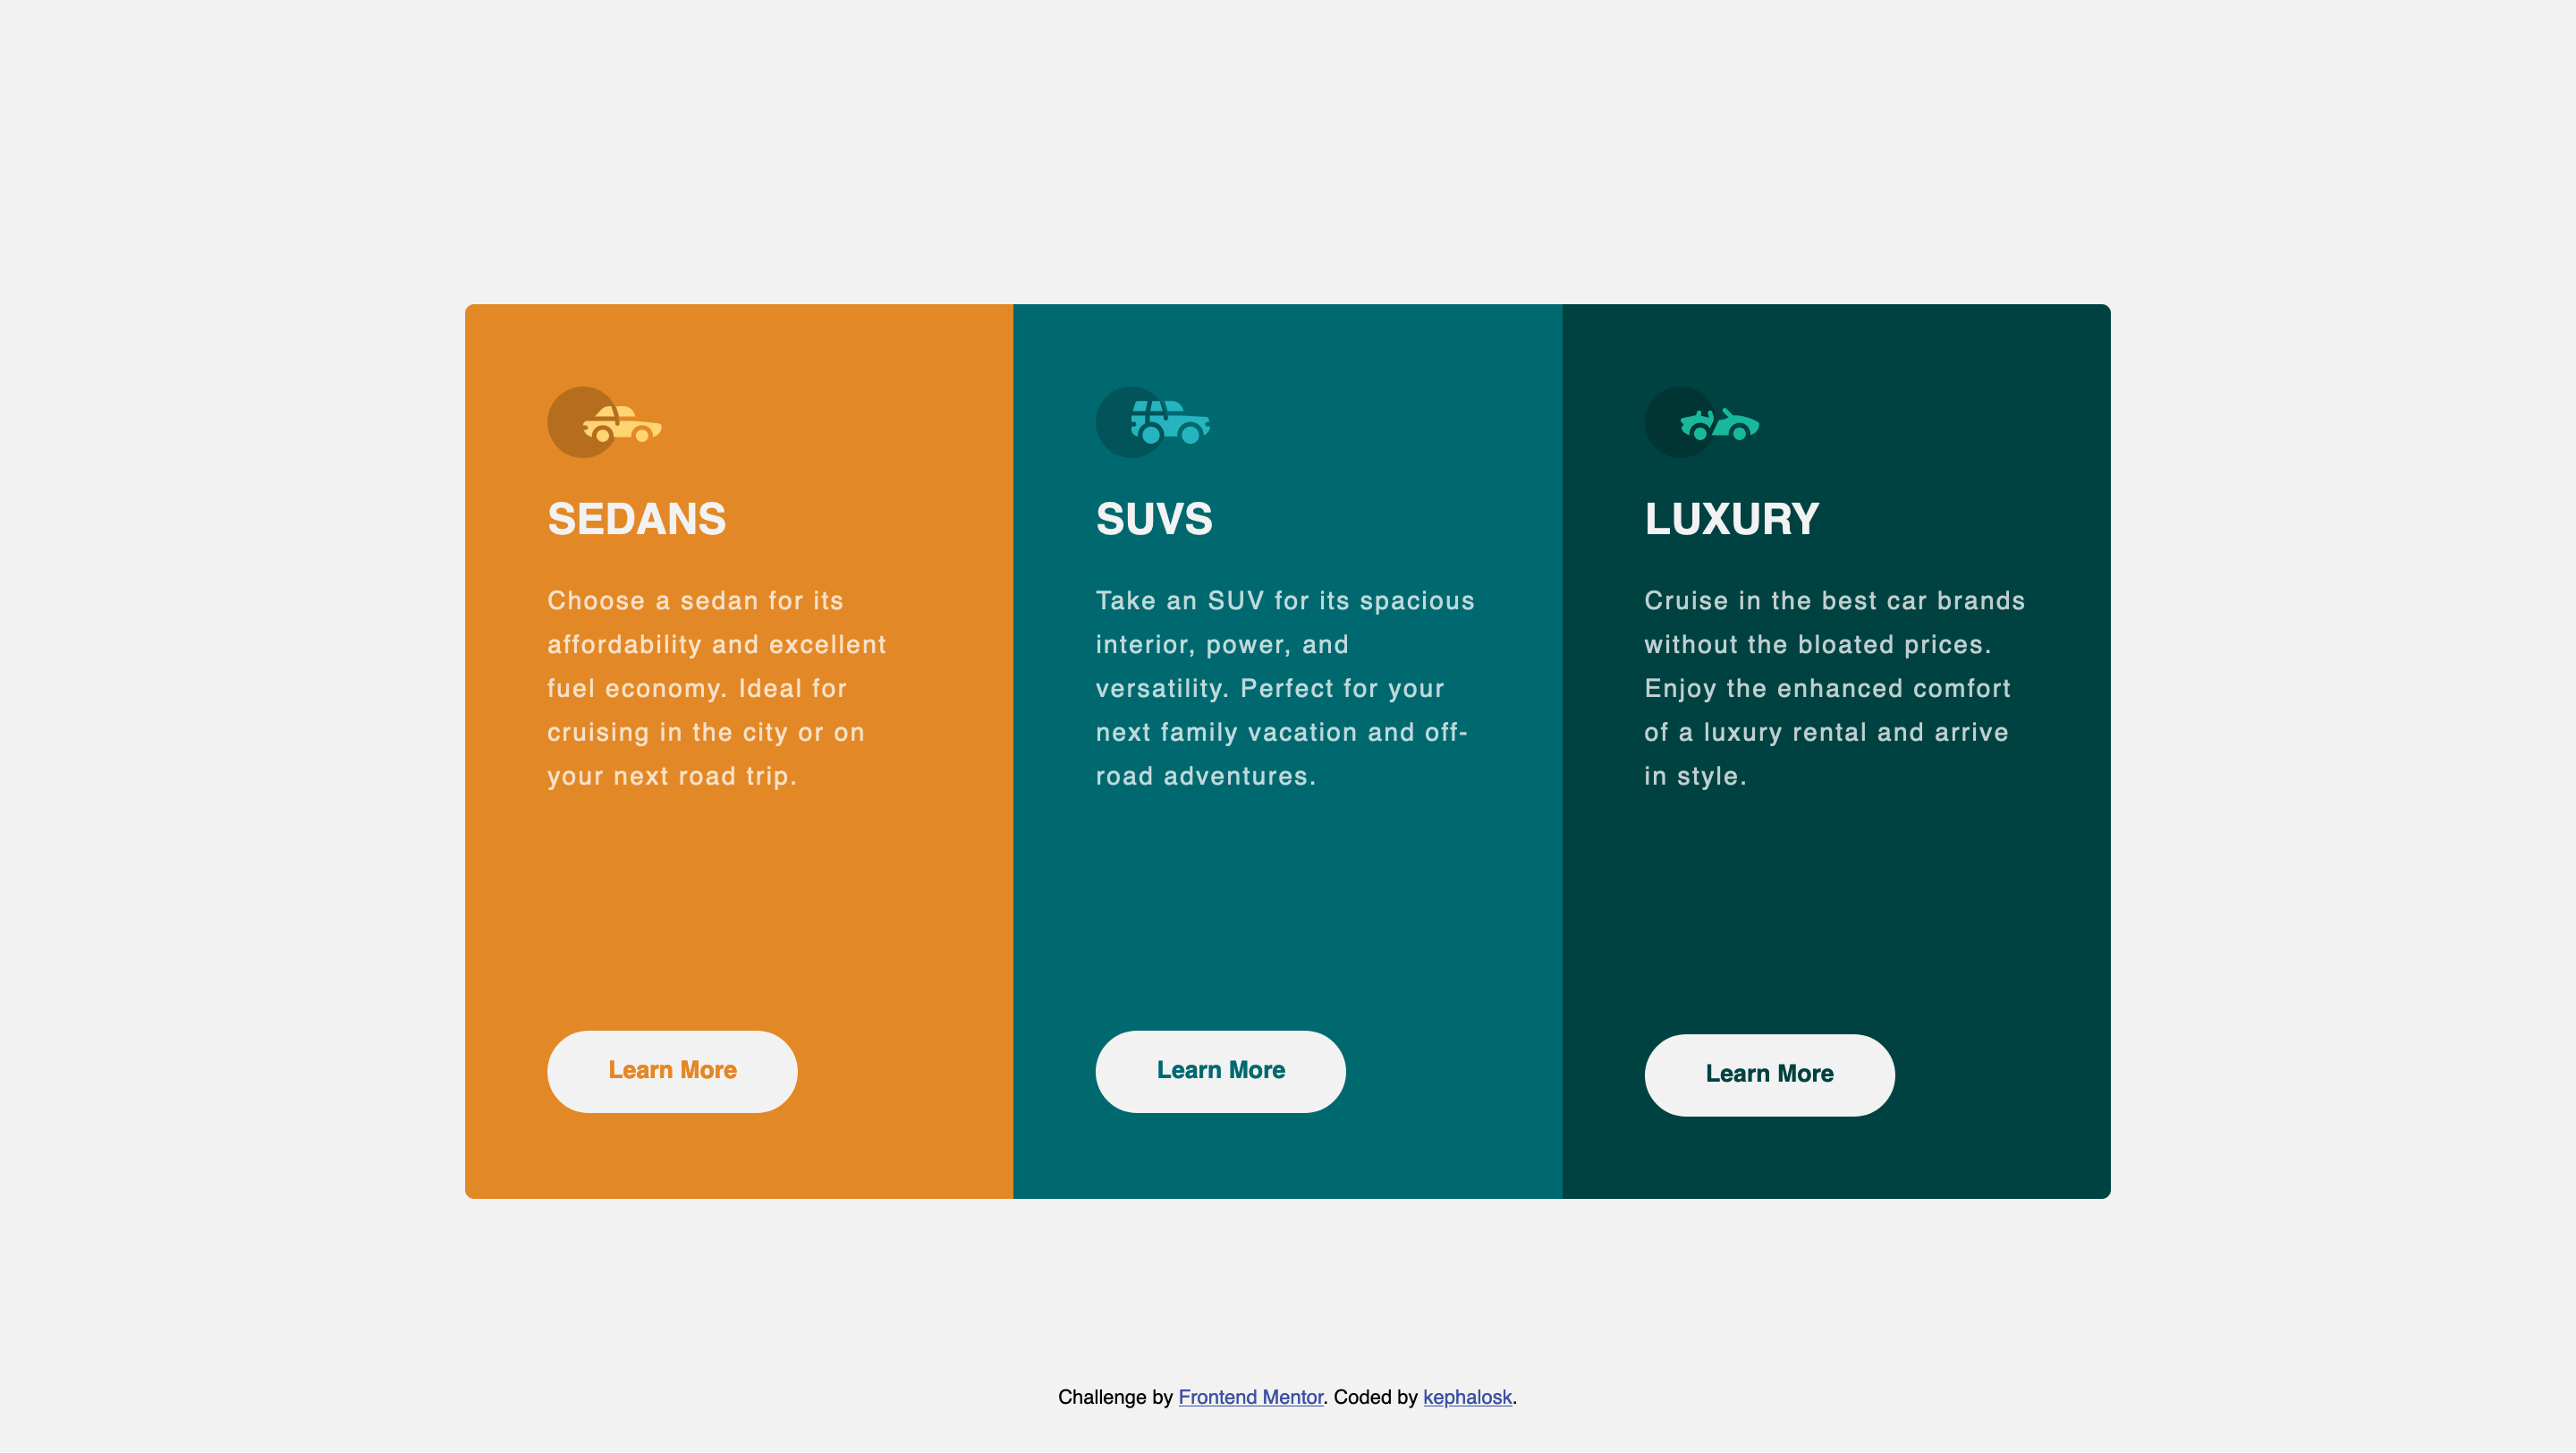 SEDANS
Choose a sedan for its
affordability and excellent
fuel economy. Ideal for
cruising in the city or on
your next road trip.
Learn More
SUVS
Take an SUV for its spacious
interior, power, and
versatility. Perfect for your
next family vacation and off-
road adventures.
Learn More
LUXURY
Cruise in the best car brands
without the bloated prices.
Enjoy the enhanced comfort
of a luxury rental and arrive
in style.
Learn More
Challenge by Frontend Mentor. Coded by kephalosk.